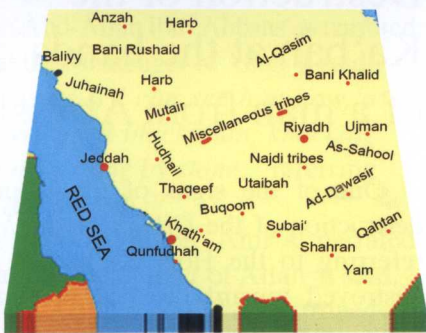 Anzah
Harb
Al-Qasim
Bani Rushaid
Baliyy
Juhainah
Harb
Bani Khalid
Mutair
Miscellaneous tribes
Hudhail
Riyadh
Ujman
As-Sahool
Jeddah
Najdi tribes
Thaqeef
Utaibah
Ad-Dawasir
RED SEA
Buqoom
Khath'am
Subai'
Qahtan
Qunfudhah
Shahran
Yam